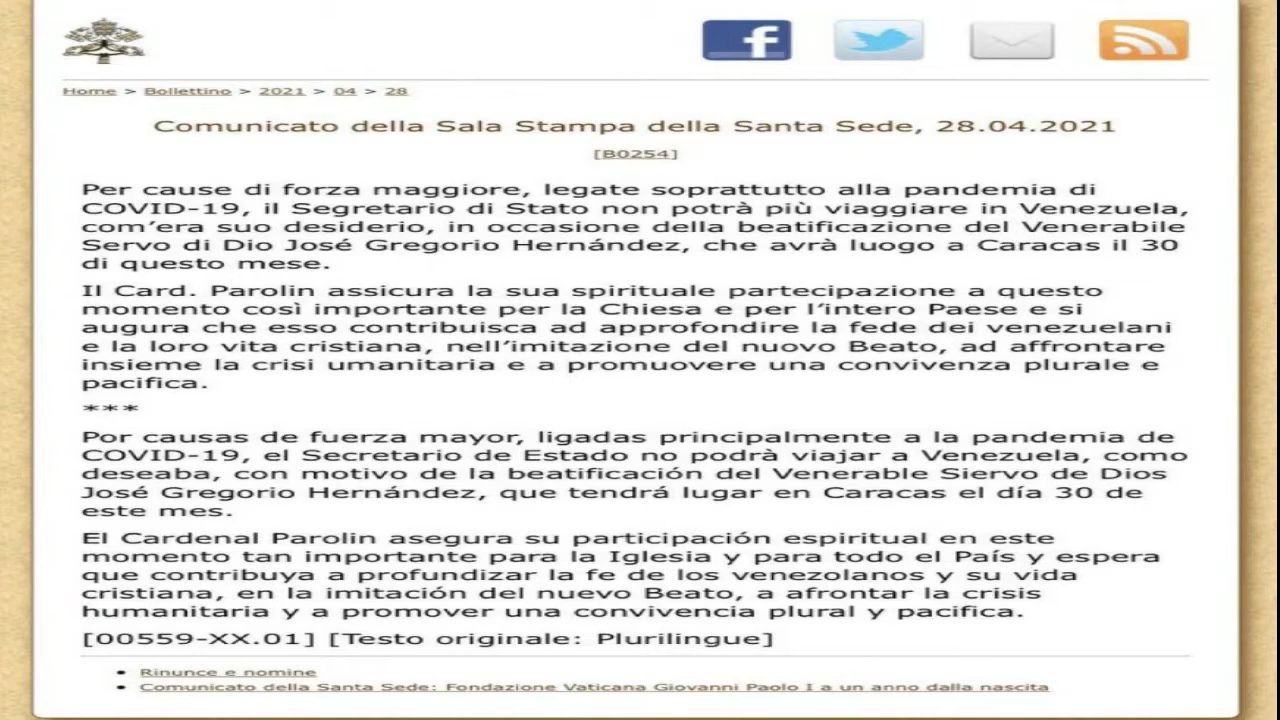 Home > Bollettino > 2021 > 04 > 28
Comunicato della Sala Stampa della Santa Sede, 28.04.2021
[B0254]
Per cause di forza maggiore, legate soprattutto alla pandemia di
COVID-19, il Segretario di Stato non potrà più viaggiare in Venezuela,
com’era suo desiderio, in occasione della beatificazione del Venerabile
Servo di Dio José Gregorio Hernández, che avrà luogo a Caracas il 30
di questo mese.
Il Card. Parolin assicura la sua spirituale partecipazione a questo
momento così importante per la Chiesa e per l’intero Paese e si
augura che esso contribuisca ad approfondire la fede dei venezuelani
e la loro vita cristiana, nell’imitazione del nuovo Beato, ad affrontare
insieme la crisi umanitaria e a promuovere una convivenza plurale e
pacifica.
***
Por causas de fuerza mayor, ligadas principalmente a la pandemia de
COVID-19, el Secretario de Estado no podrà viajar a Venezuela, como
deseaba, con motivo de la beatificación del Venerable Siervo de Dios
José Gregorio Hernández, que tendrá lugar en Caracas el día 30 de
este mes.
El Cardenal Parolin asegura su participación espiritual en este
momento tan importante para la Iglesia y para todo el País y espera
que contribuya a profundizar la fe de los venezolanos y su vida
cristiana, en la imitación del nuevo Beato, a afrontar la crisis
humanitaria y a promover una convivencia plural y pacifica.
[00559-XX.01] [Testo originale: Plurilingue]
Rinunce e nomine
Comunicato della Santa Sede: Fondazione Vaticana Giovanni Paolo I a un anno dalla nascita